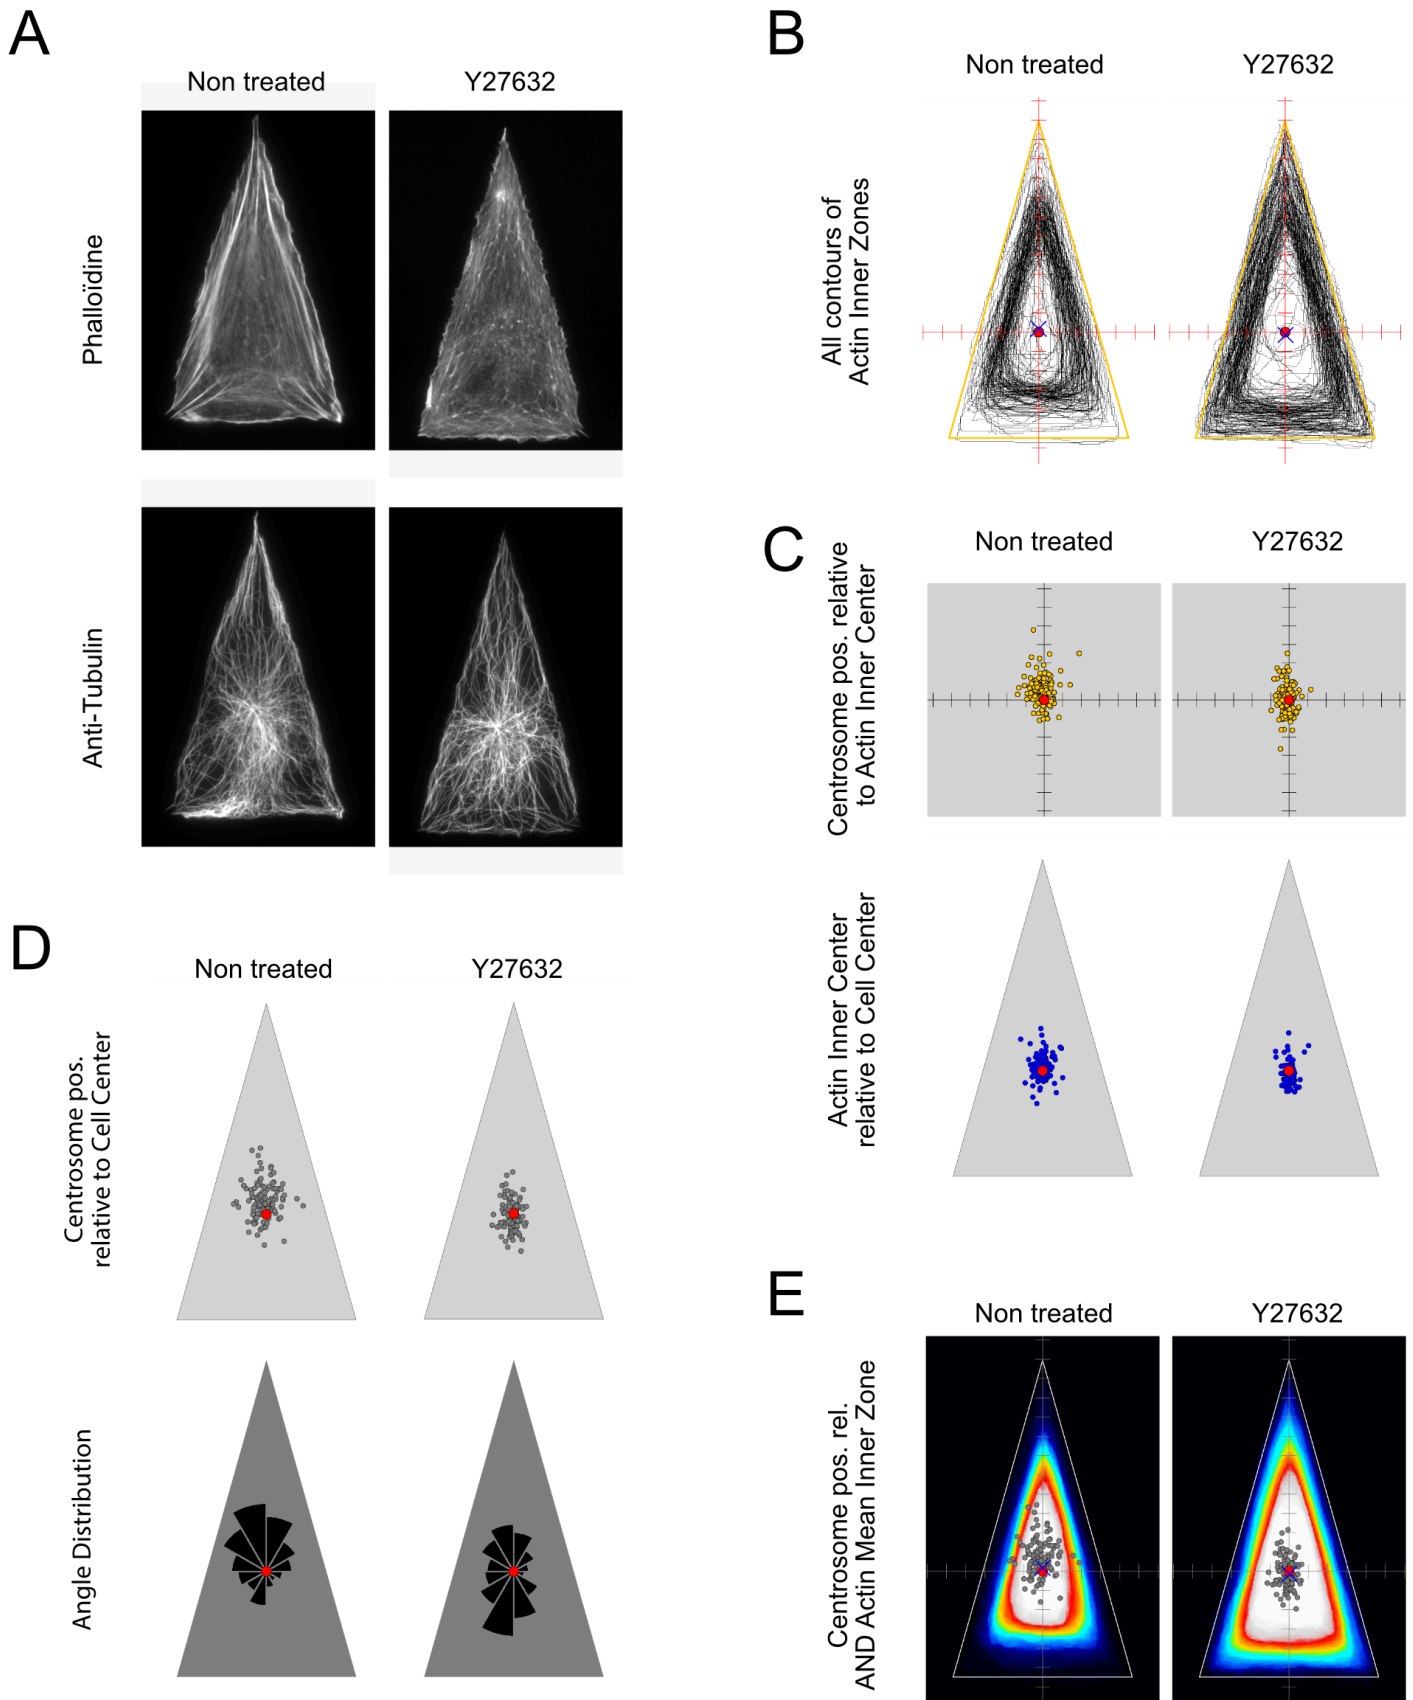 A
Non treated
Y27632
Phalloïdine
Anti-Tubulin
B
Non treated
Y27632
All contours of
Actin Inner Zones
C
Non treated
Y27632
Centrosome pos. relative
to Actin Inner Center
Actin Inner Center
relative to Cell Center
D
Non treated
Y27632
Centrosome pos.
relative to Cell Center
Angle Distribution
E
Non treated
Y27632
Centrosome pos. rel.
AND Actin Mean Inner Zone